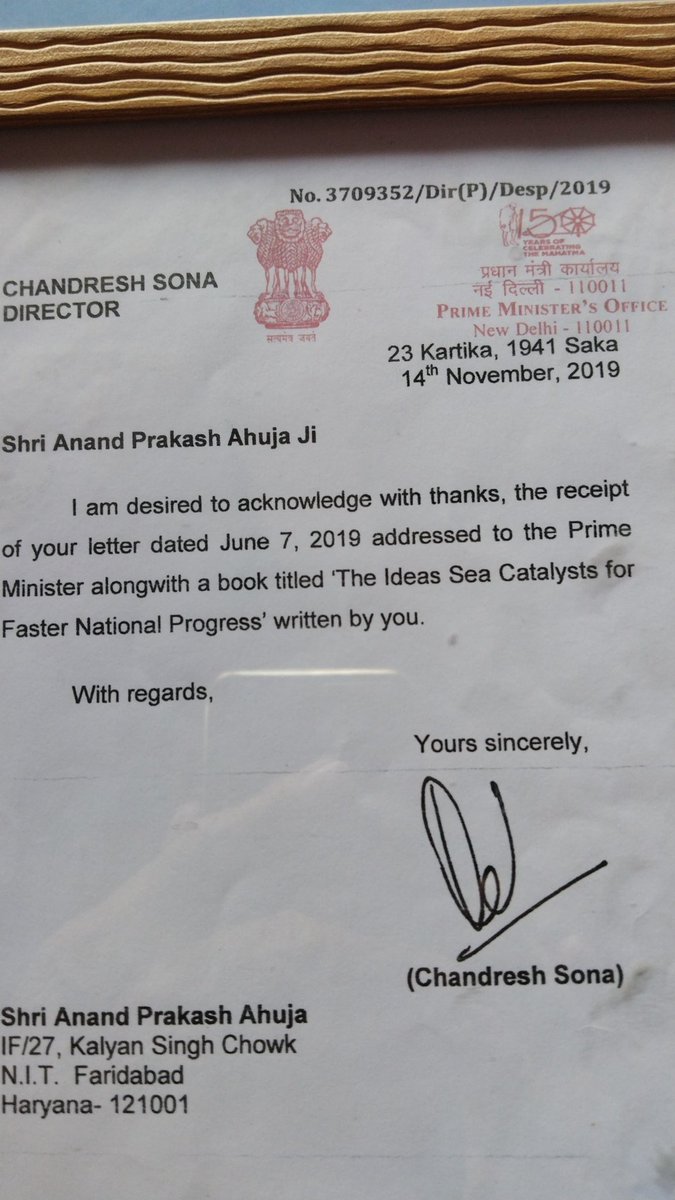 No. 3709352/Dir(P)/Desp/2019
150
YEARS OF
CELEBRATING
THE MAHATMA
CHANDRESH SONA
DIRECTOR
सत्यमेव जयते
प्रधान मंत्री कार्यालय
नई दिल्ली - 110011
PRIME MINISTER'S OFFICE
New Delhi - 110011
23 Kartika, 1941 Saka
14th November, 2019
Shri Anand Prakash Ahuja Ji
I am desired to acknowledge with thanks, the receipt
of your letter dated June 7, 2019 addressed to the Prime
Minister alongwith a book titled 'The Ideas Sea Catalysts for
Faster National Progress' written by you.
With regards,
Yours sincerely,
(Chandresh Sona)
Shri Anand Prakash Ahuja
IF/27, Kalyan Singh Chowk
N.I.T. Faridabad
Haryana- 121001